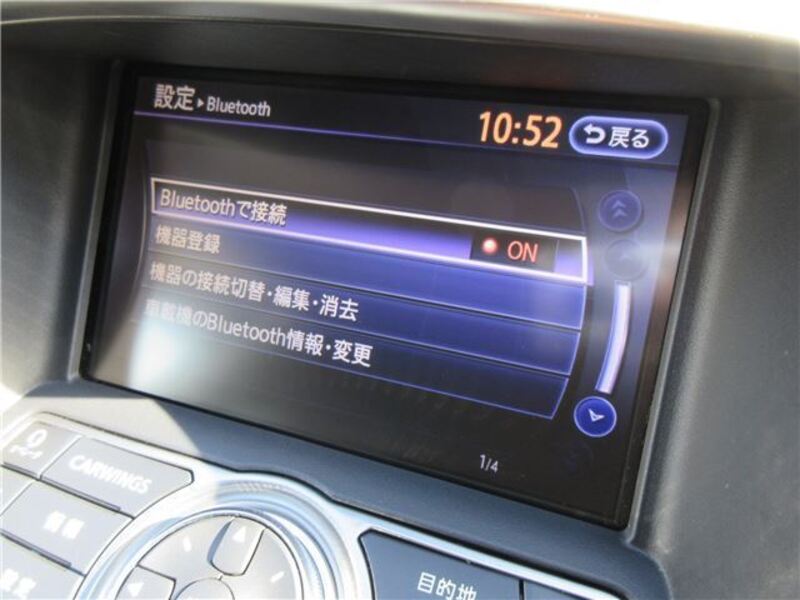 設定▸Bluetooth
10:52
戻る
Bluetoothで接続
ON
機器登録
機器の接続切替・編集・消去
車載機のBluetooth情報・変更
1/4
CARWINGS
情報
目的地